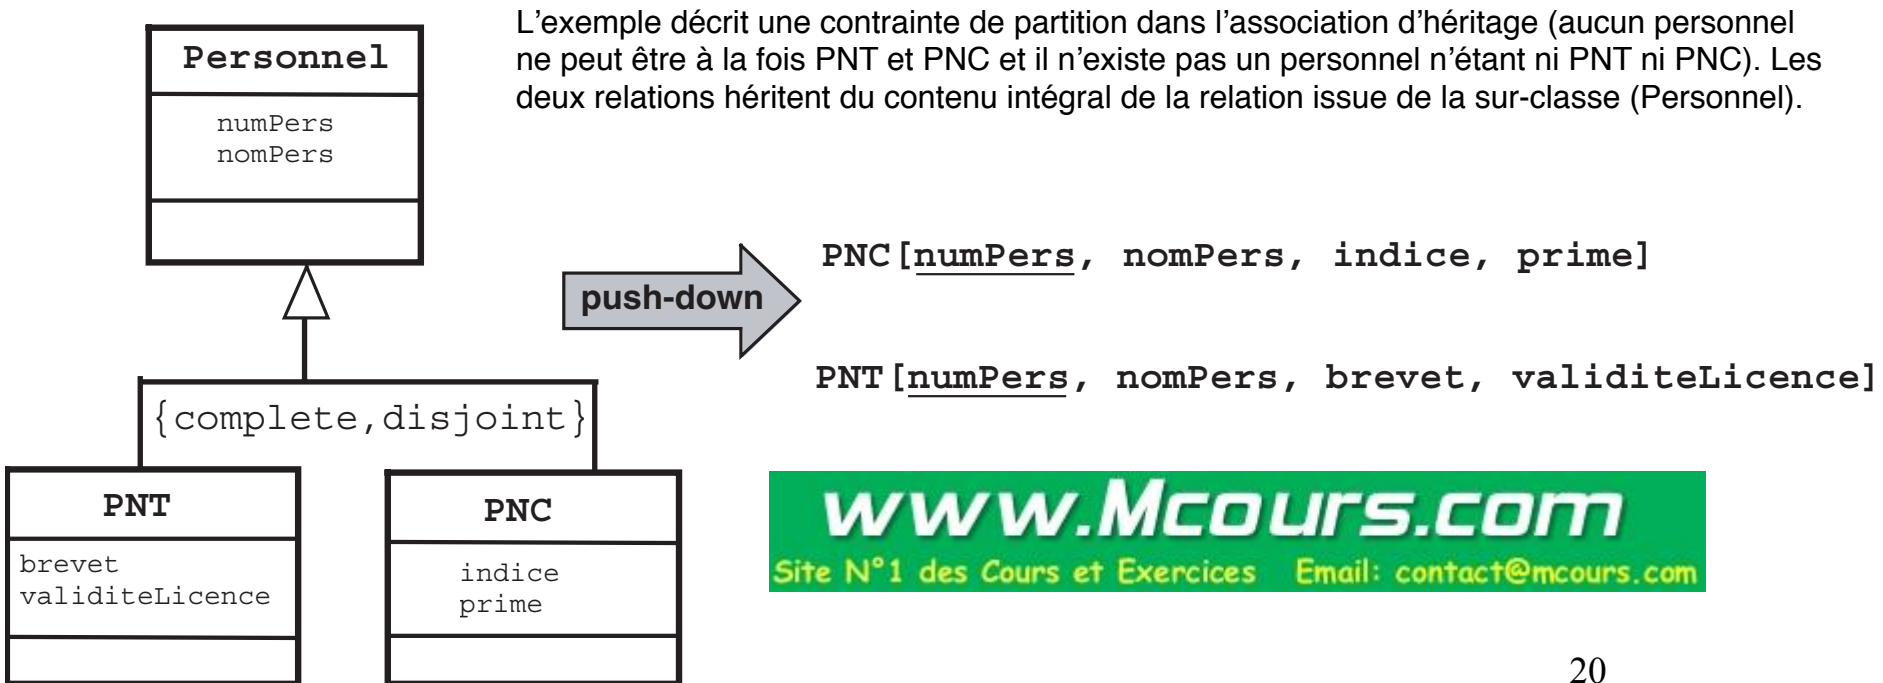 L'exemple décrit une contrainte de partition dans l'association d'héritage (aucun personnel
ne peut être à la fois PNT et PNC et il n'existe pas un personnel n'étant ni PNT ni PNC). Les
deux relations héritent du contenu intégral de la relation issue de la sur-classe (Personnel).
Personnel
numPers
nomPers
push-down
PNC[numPers, nomPers, indice, prime]
PNT[numPers, nomPers, brevet, validiteLicence]
{complete,disjoint}
PNT
brevet
validiteLicence
PNC
indice
prime
www.Mcours.com
Site N°1 des Cours et Exercices Email: contact@mcours.com
20